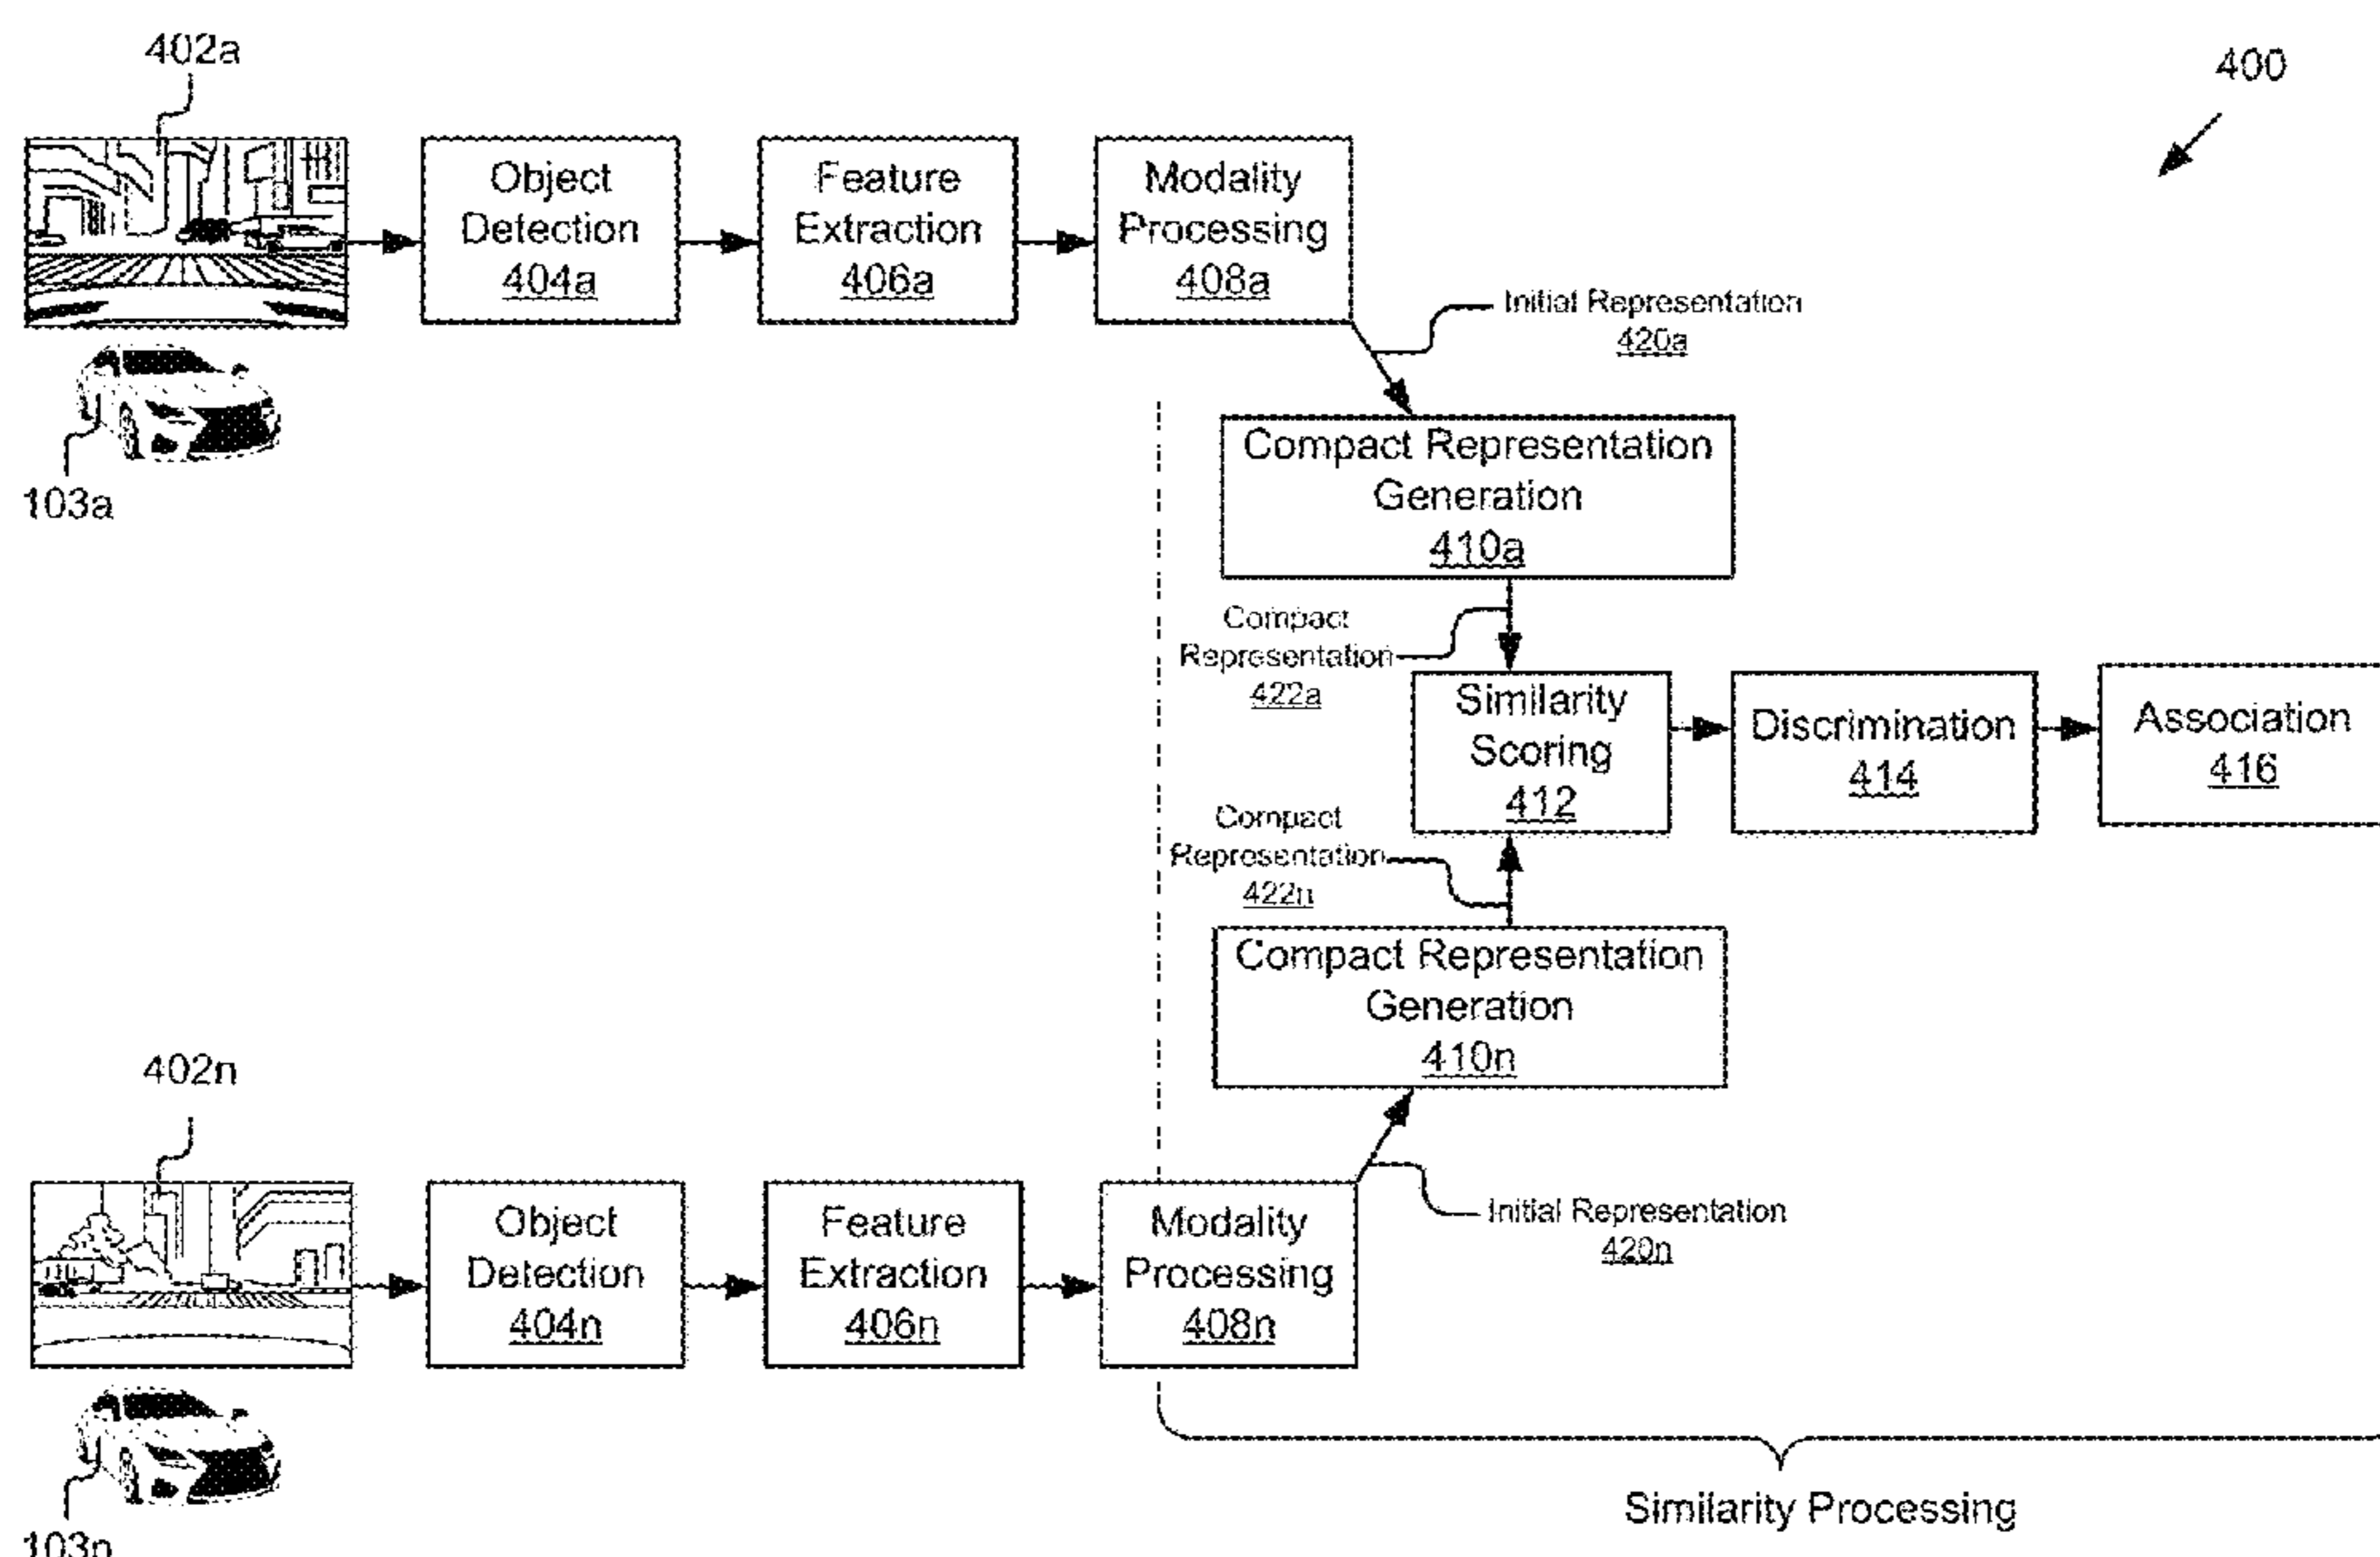 402a
400
Object
Detection
404a
Feature
Extraction
406a
Modality
Processing
408a
Initial Representation
420a
103a
Compact Representation
Generation
410a
Compact
Representation
422a
Similarity
Scoring
412
Discrimination
414
Association
416
Compact
Representation
422n
Compact Representation
Generation
410n
402n
Object
Detection
404n
Feature
Extraction
406n
Modality
Processing
408n
Initial Representation
420n
103n
Similarity Processing